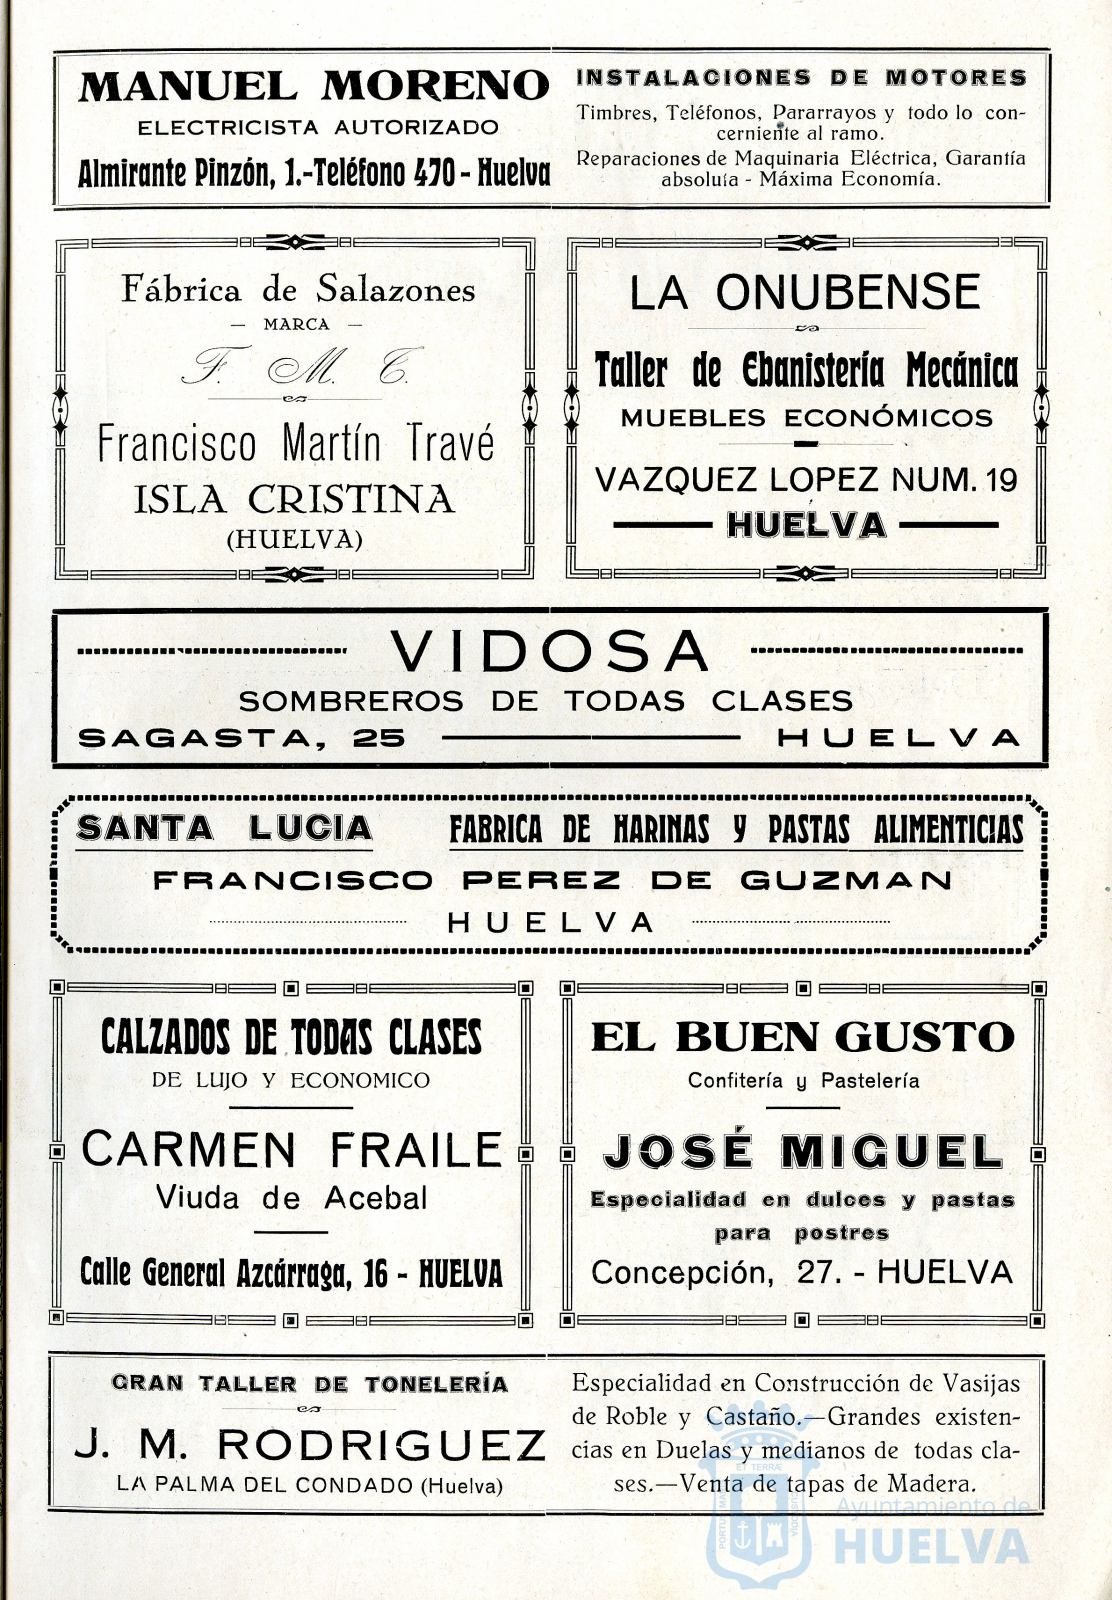 MANUEL MORENO
ELECTRICISTA AUTORIZADO
Almirante Pinzón, 1.-Teléfono 470 - Huelva
INSTALACIONES DE MOTORES
Timbres, Teléfonos, Pararrayos y todo lo con-
cerniente al ramo.
Reparaciones de Maquinaria Eléctrica, Garantía
absoluta - Máxima Economía.
Fábrica de Salazones
— MARCA —
F. M. T.
Francisco Martín Travé
ISLA CRISTINA
(HUELVA)
LA ONUBENSE
Taller de Ebanistería Mecánica
MUEBLES ECONÓMICOS
VAZQUEZ LOPEZ NUM. 19
HUELVA
VIDOSA
SOMBREROS DE TODAS CLASES
SAGASTA, 25 HUELVA
SANTA LUCIA FABRICA DE HARINAS Y PASTAS ALIMENTICIAS
FRANCISCO PEREZ DE GUZMAN
HUELVA
CALZADOS DE TODAS CLASES
DE LUJO Y ECONOMICO
CARMEN FRAILE
Viuda de Acebal
Calle General Azcárraga, 16 - HUELVA
EL BUEN GUSTO
Confitería y Pastelería
JOSÉ MIGUEL
Especialidad en dulces y pastas
para postres
Concepción, 27. - HUELVA
GRAN TALLER DE TONELERÍA
J. M. RODRIGUEZ
LA PALMA DEL CONDADO (Huelva)
Especialidad en Construcción de Vasijas
de Roble y Castaño.—Grandes existen-
cias en Duelas y medianos de todas cla-
ses.—Venta de tapas de Madera.
PORTUS MARIS
ET TERRÆ
CUSTODIA
Ayuntamiento de
HUELVA